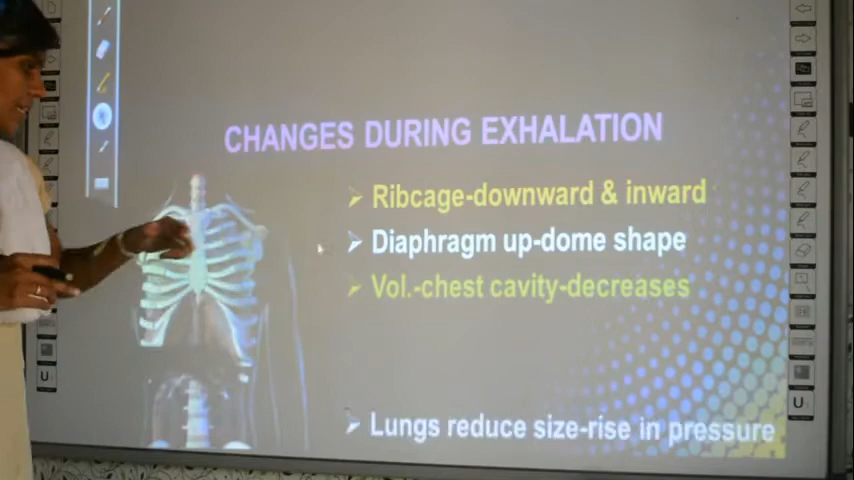 CHANGES DURING EXHALATION
Ribcage-downward & inward
Diaphragm up-dome shape
Vol.-chest cavity-decreases
Lungs reduce size-rise in pressure
U
U